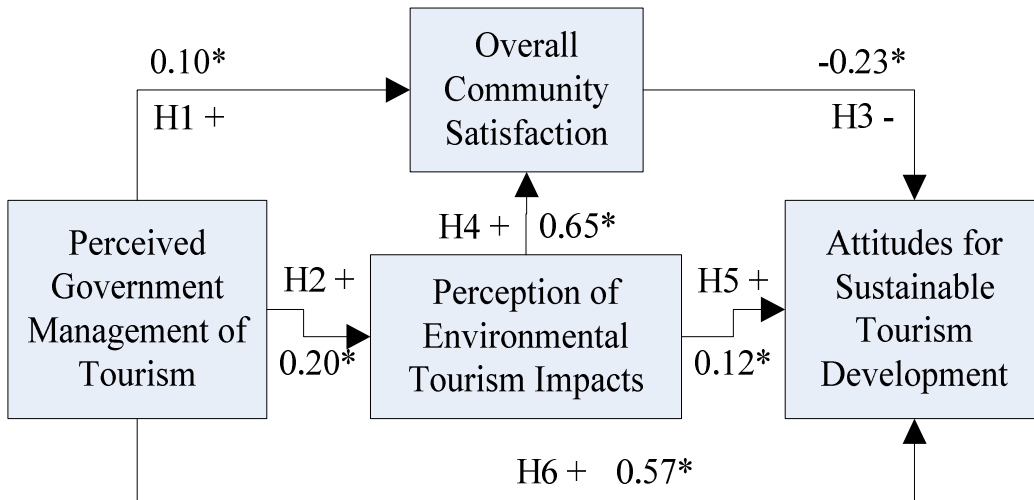 Overall
Community
Satisfaction
0.10*
H1 +
-0.23*
H3 -
Perceived
Government
Management of
Tourism
H2 +
0.20*
H4 + 0.65*
Perception of
Environmental
Tourism Impacts
H5 +
0.12*
Attitudes for
Sustainable
Tourism
Development
H6 + 0.57*